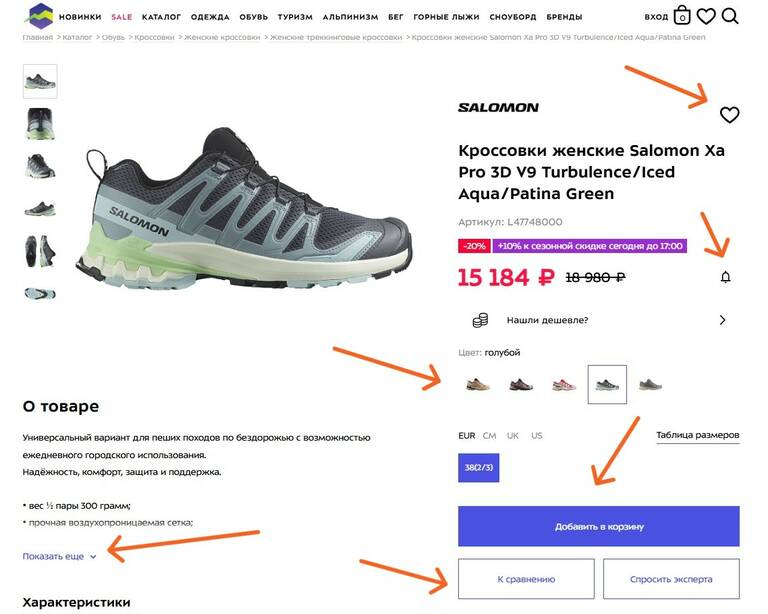 НОВИНКИ SALE КАТАЛОГ ОДЕЖДА ОБУВЬ ТУРИЗМ АЛЬПИНИЗМ БЕГ ГОРНЫЕ ЛЫЖИ СНОУБОРД БРЕНДЫ ВХОД 0
Главная > Каталог > Обувь > Кроссовки > Женские кроссовки > Женские треккинговые кроссовки > Кроссовки женские Salomon Xa Pro 3D V9 Turbulence/Iced Aqua/Patina Green
SALOMON
Кроссовки женские Salomon Xa
Pro 3D V9 Turbulence/Iced
Aqua/Patina Green
Артикул: L47748000
-20% +10% к сезонной скидке сегодня до 17:00
15 184 ₽ 18 980 ₽
Нашли дешевле?
Цвет: голубой
EUR СМ UK US Таблица размеров
38(2/3)
Добавить в корзину
К сравнению Спросить эксперта
SALOMON
О товаре
Универсальный вариант для пеших походов по бездорожью с возможностью
ежедневного городского использования.
Надёжность, комфорт, защита и поддержка.
• вес ½ пары 300 грамм;
• прочная воздухопроницаемая сетка;
Показать еще
Характеристики